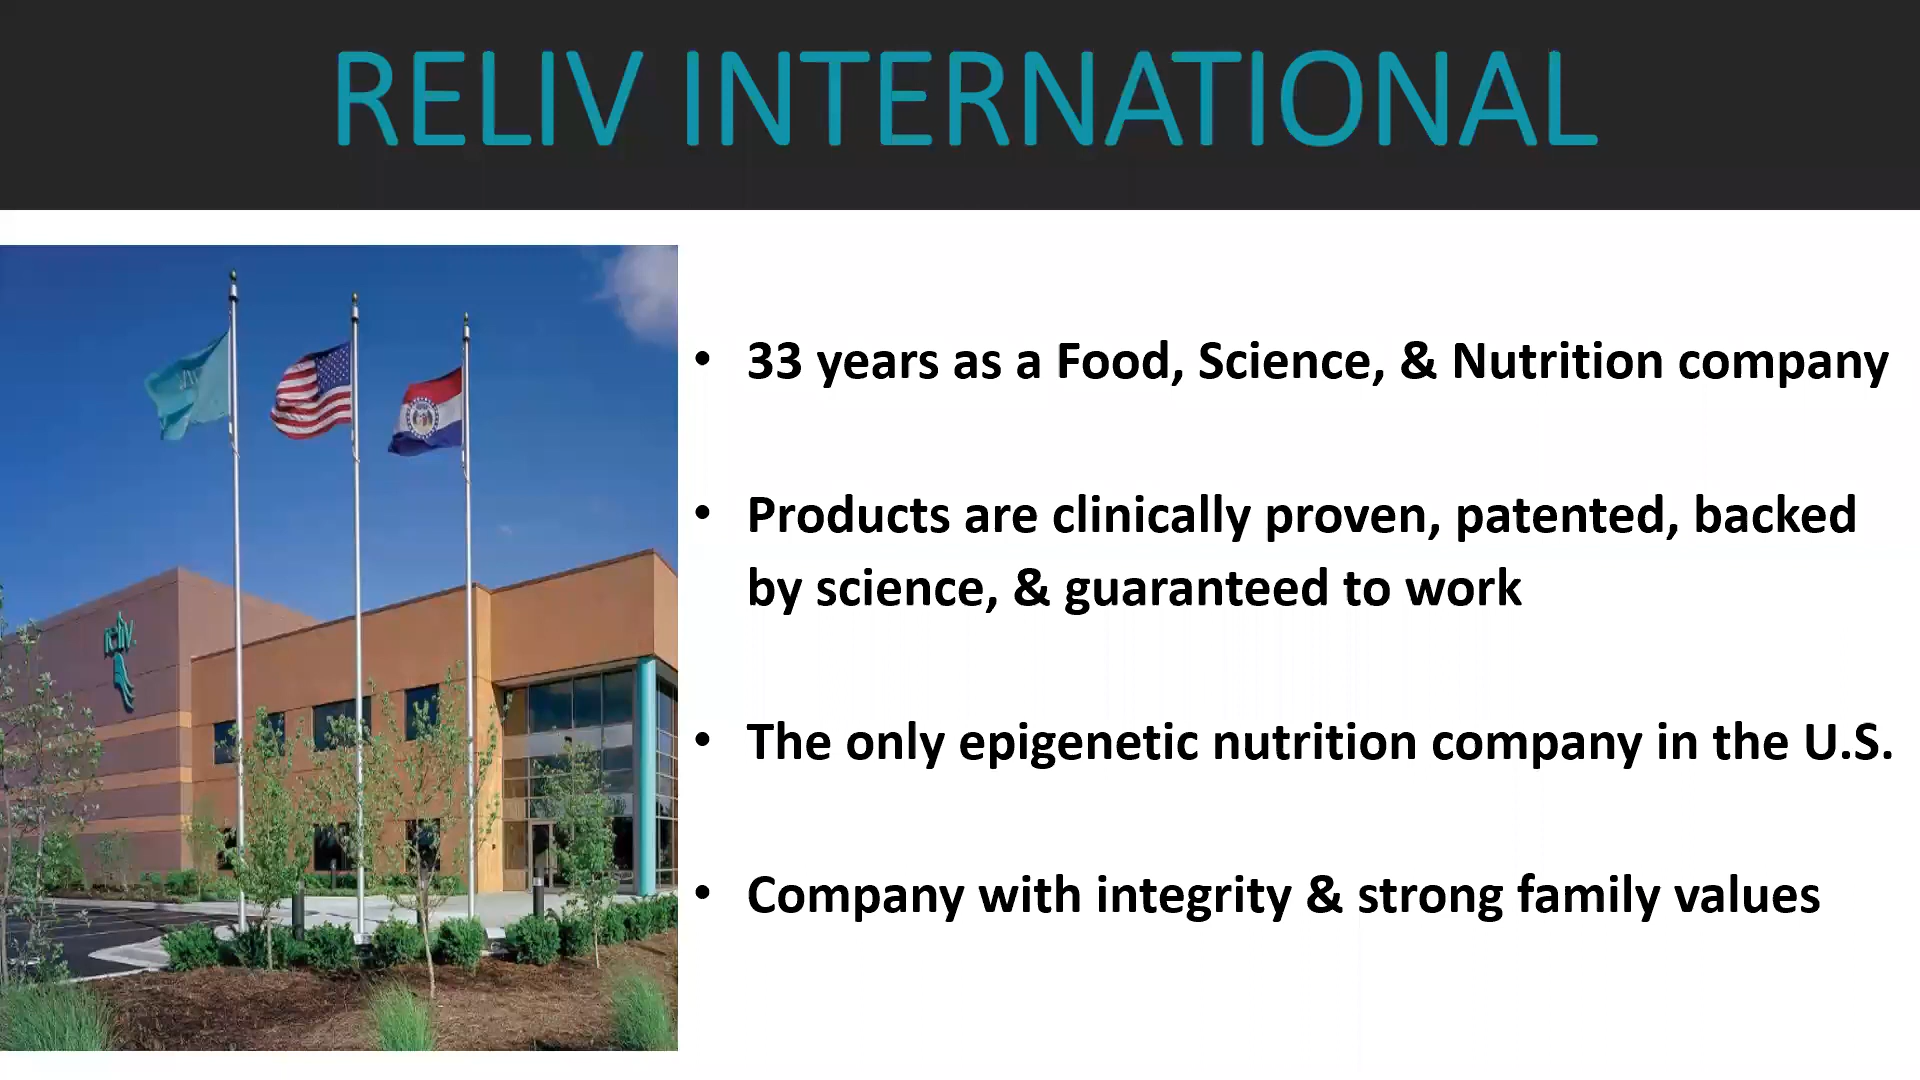 RELIV INTERNATIONAL
• 33 years as a Food, Science, & Nutrition company
• Products are clinically proven, patented, backed
by science, & guaranteed to work
• The only epigenetic nutrition company in the U.S.
• Company with integrity & strong family values
reliv